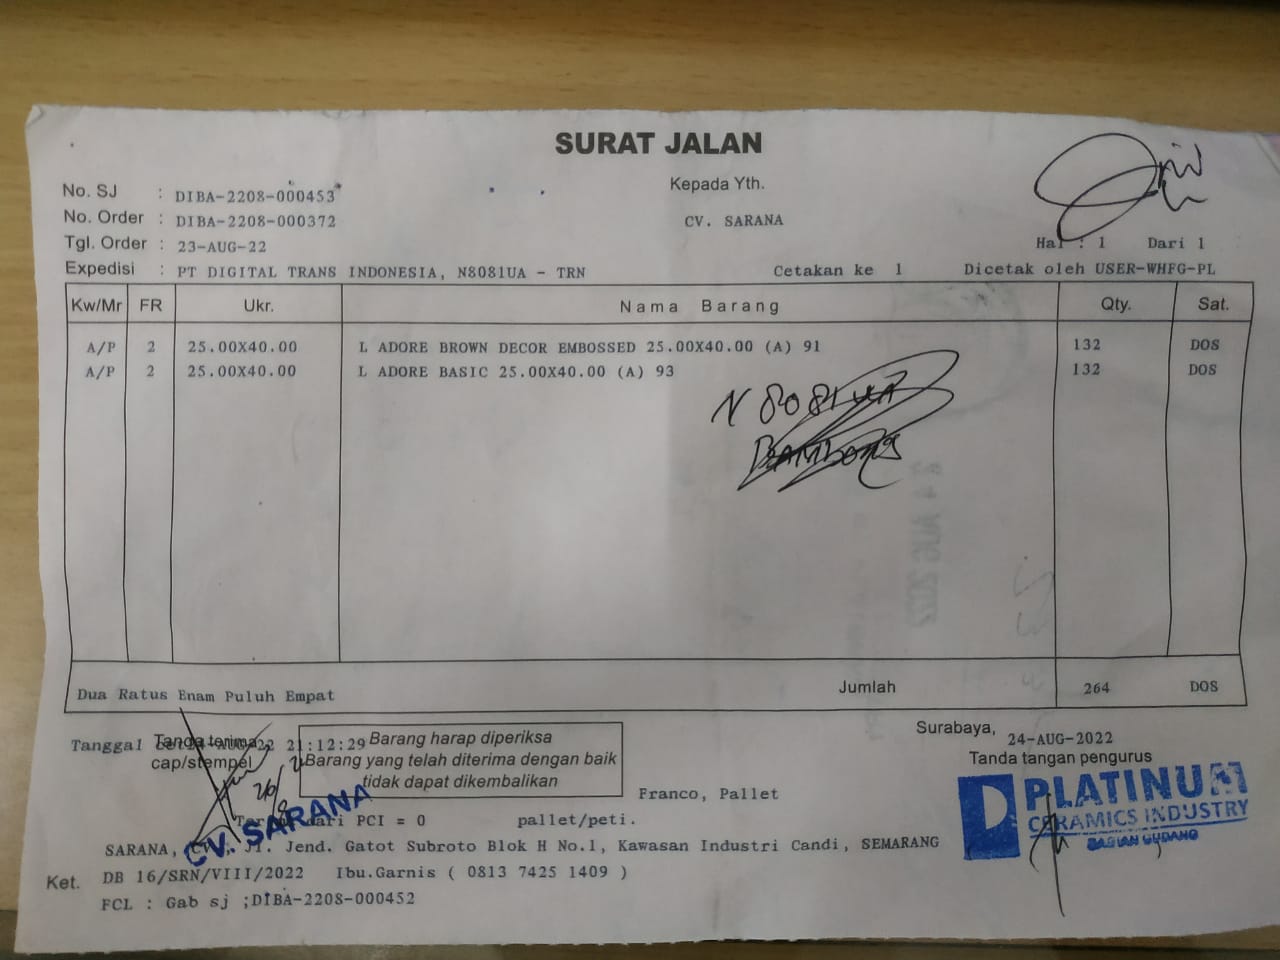 SURAT JALAN
No. SJ : DIBA-2208-000453
Kepada Yth.
No. Order : DIBA-2208-000372
CV. SARANA
Tgl. Order : 23-AUG-22
Hal : 1 Dari 1
Expedisi : PT DIGITAL TRANS INDONESIA, N8081UA - TRN
Cetakan ke 1
Dicetak oleh USER-WHFG-PL
Kw/Mr FR Ukr. Nama Barang Qty. Sat.
A/P 2 25.00X40.00 L ADORE BROWN DECOR EMBOSSED 25.00X40.00 (A) 91 132 DOS
A/P 2 25.00X40.00 L ADORE BASIC 25.00X40.00 (A) 93 132 DOS
N 8081UA
24 AUG 2022
Dua Ratus Enam Puluh Empat Jumlah 264 DOS
Surabaya, 24-AUG-2022
Tanggal 21:12:29
Tanda terima
cap/stempel
Barang harap diperiksa
Barang yang telah diterima dengan baik
tidak dapat dikembalikan
Tanda tangan pengurus
PLATINUM
CERAMICS INDUSTRY
BAGIAN GUDANG
CV. SARANA
Franco, Pallet
dari PCI = 0 pallet/peti.
SARANA, Jl. Jend. Gatot Subroto Blok H No.1, Kawasan Industri Candi, SEMARANG
Ket. DB 16/SRN/VIII/2022 Ibu.Garnis ( 0813 7425 1409 )
FCL : Gab sj ;DIBA-2208-000452